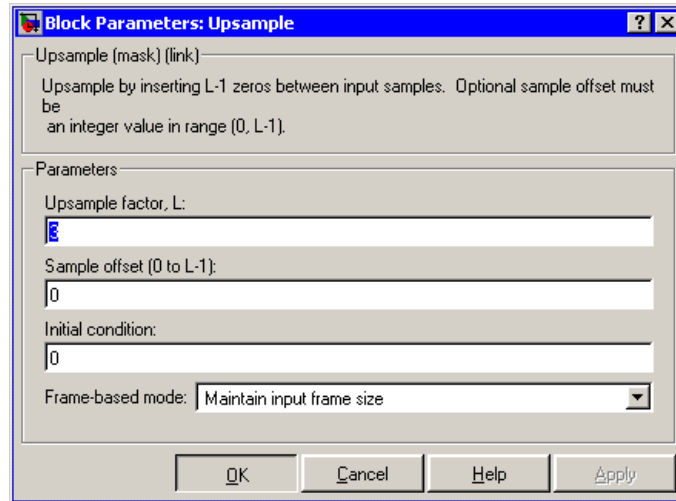 Block Parameters: Upsample
Upsample (mask) (link)
Upsample by inserting L-1 zeros between input samples.  Optional sample offset must
be
an integer value in range (0, L-1).
Parameters
Upsample factor, L:
3
Sample offset (0 to L-1):
0
Initial condition:
0
Frame-based mode: Maintain input frame size
OK Cancel Help Apply